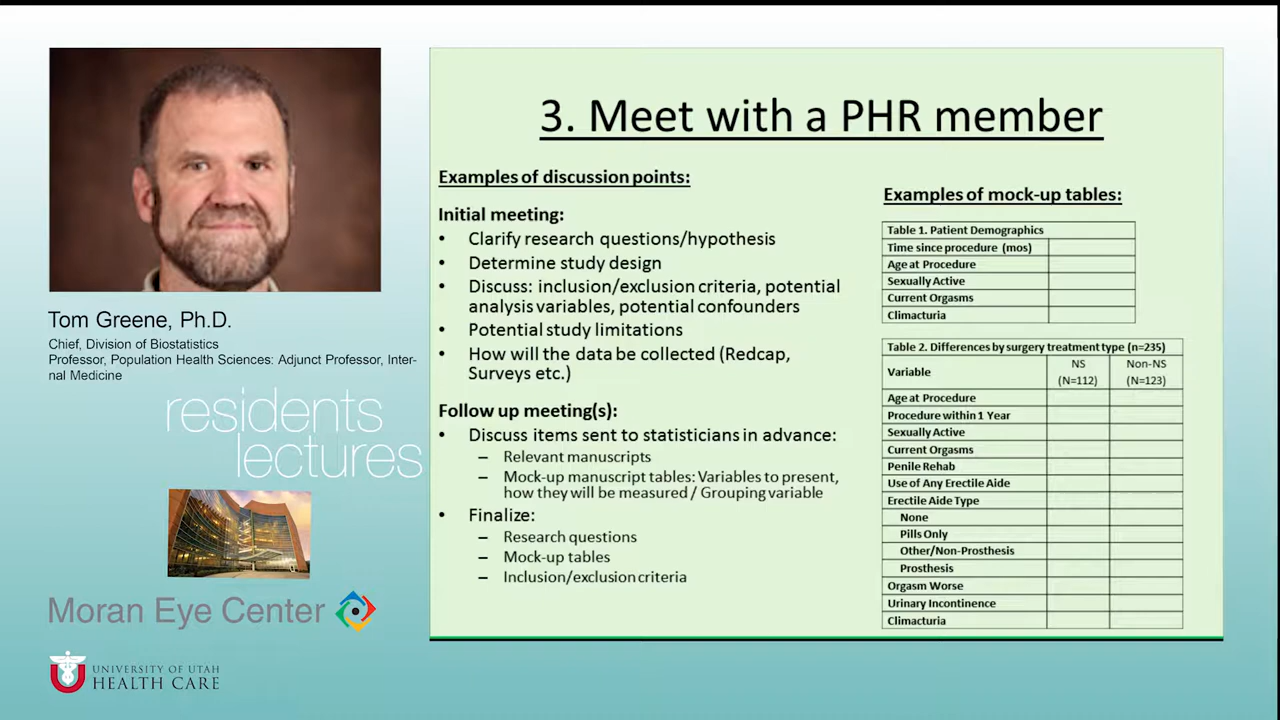 3. Meet with a PHR member
Examples of discussion points:
Initial meeting:
• Clarify research questions/hypothesis
• Determine study design
• Discuss: inclusion/exclusion criteria, potential
analysis variables, potential confounders
• Potential study limitations
• How will the data be collected (Redcap,
Surveys etc.)
Follow up meeting(s):
• Discuss items sent to statisticians in advance:
– Relevant manuscripts
– Mock-up manuscript tables: Variables to present,
how they will be measured / Grouping variable
• Finalize:
– Research questions
– Mock-up tables
– Inclusion/exclusion criteria
Examples of mock-up tables:
Table 1. Patient Demographics
Time since procedure (mos)
Age at Procedure
Sexually Active
Current Orgasms
Climacturia
Table 2. Differences by surgery treatment type (n=235)
Variable
NS
(N=112)
Non-NS
(N=123)
Age at Procedure
Procedure within 1 Year
Sexually Active
Current Orgasms
Penile Rehab
Use of Any Erectile Aide
Erectile Aide Type
None
Pills Only
Other/Non-Prosthesis
Prosthesis
Orgasm Worse
Urinary Incontinence
Climacturia
Tom Greene, Ph.D.
Chief, Division of Biostatistics
Professor, Population Health Sciences: Adjunct Professor, Inter-
nal Medicine
residents
lectures
Moran Eye Center
UNIVERSITY OF UTAH
HEALTH CARE